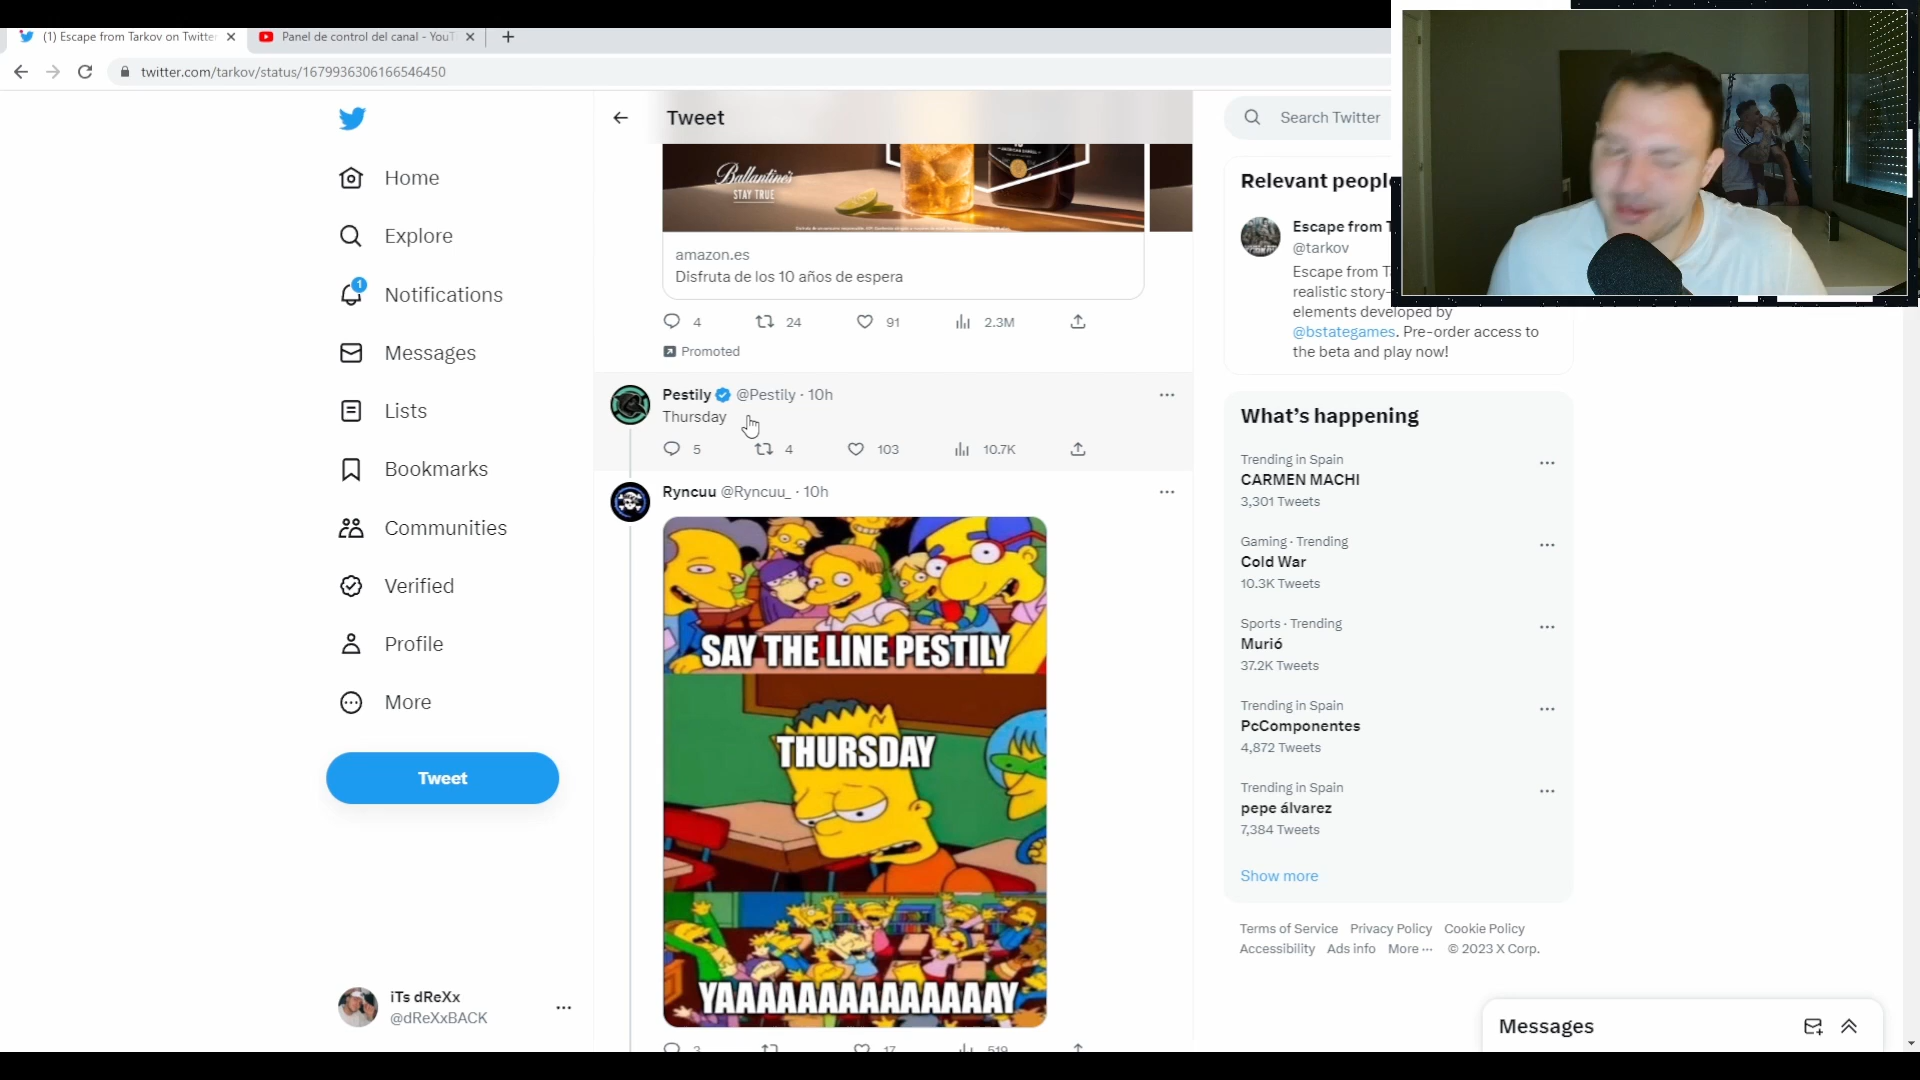 (1) Escape from Tarkov on Twitter
Panel de control del canal - YouT
twitter.com/tarkov/status/1679936306166546450
Home
Explore
1
Notifications
Messages
Lists
Bookmarks
Communities
Verified
Profile
More
Tweet
iTs dReXx
@dReXxBACK
Tweet
Ballantine's
STAY TRUE
amazon.es
Disfruta de los 10 años de espera
4 24 91 2.3M
Promoted
Pestily @Pestily · 10h
Thursday
5 4 103 10.7K
Ryncuu @Ryncuu_ · 10h
SAY THE LINE PESTILY
THURSDAY
YAAAAAAAAAAAAAAY
3 17 519
Search Twitter
Relevant people
Escape from T
@tarkov
Escape from Ta
realistic story-
elements developed by
@bstategames. Pre-order access to
the beta and play now!
What's happening
Trending in Spain
CARMEN MACHI
3,301 Tweets
Gaming · Trending
Cold War
10.3K Tweets
Sports · Trending
Murió
37.2K Tweets
Trending in Spain
PcComponentes
4,872 Tweets
Trending in Spain
pepe álvarez
7,384 Tweets
Show more
Terms of Service Privacy Policy Cookie Policy
Accessibility Ads info More ··· © 2023 X Corp.
Messages